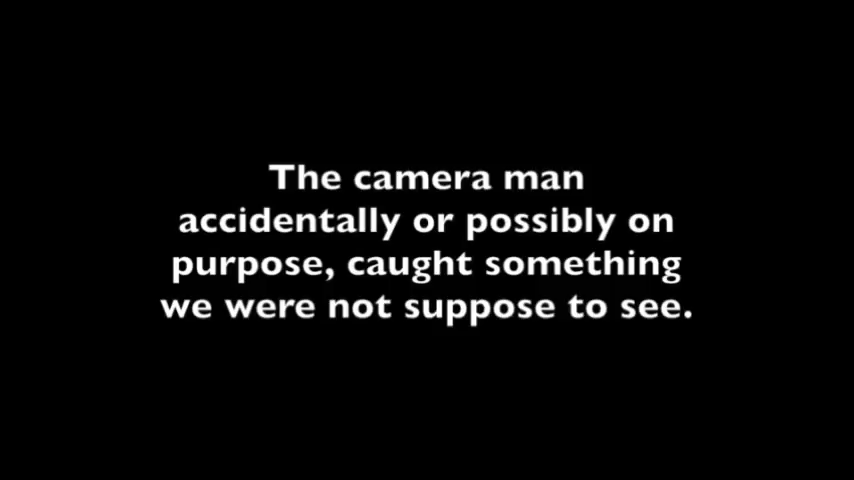 The camera man
accidentally or possibly on
purpose, caught something
we were not suppose to see.